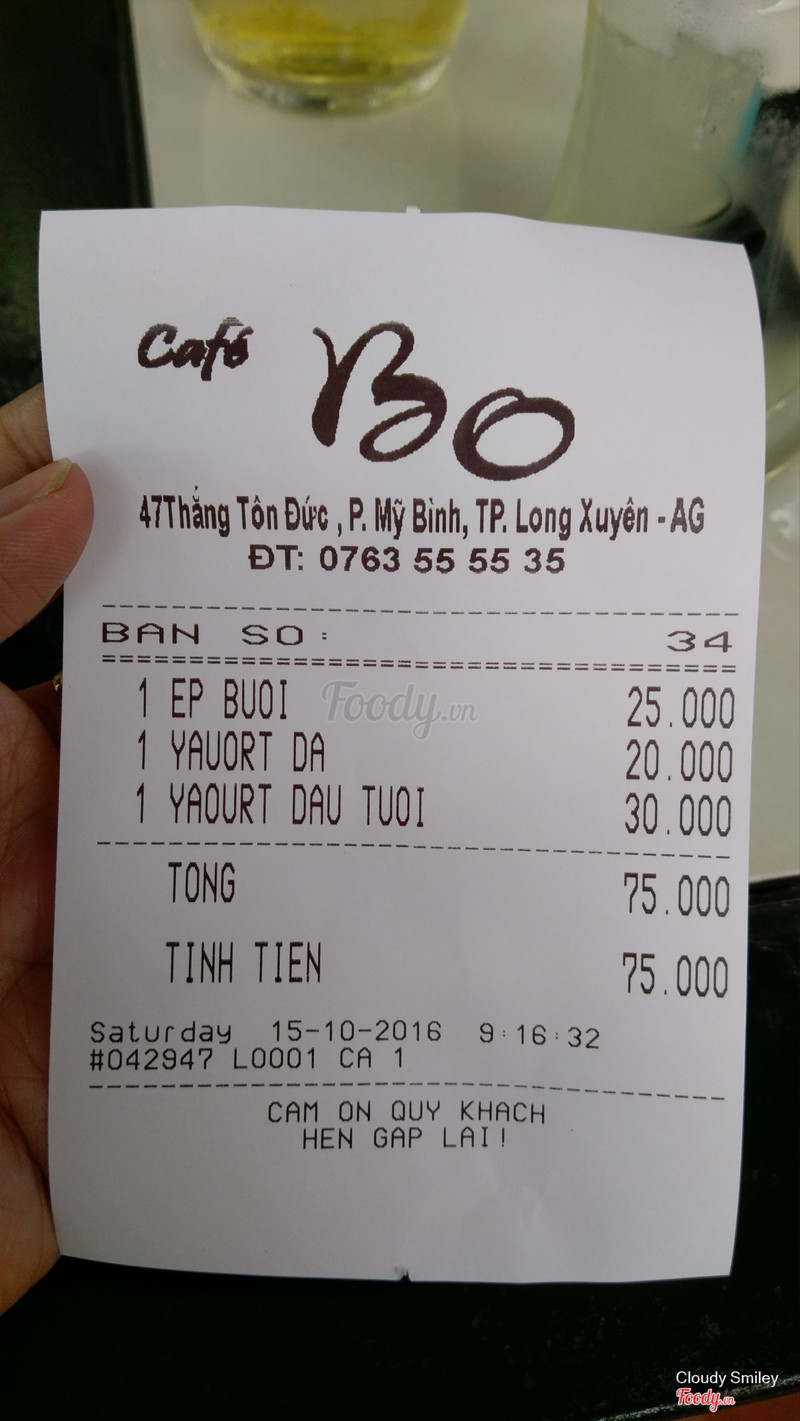 Café Bo
47Thẳng Tôn Đức , P. Mỹ Bình, TP. Long Xuyên - AG
ĐT: 0763 55 55 35
BAN SO: 34
1 EP BUOI 25.000
Foody.vn
1 YAUORT DA 20.000
1 YAOURT DAU TUOI 30.000
TONG 75.000
TINH TIEN 75.000
Saturday 15-10-2016 9:16:32
#042947 L0001 CA 1
CAM ON QUY KHACH
HEN GAP LAI!
Cloudy Smiley
Foody.vn